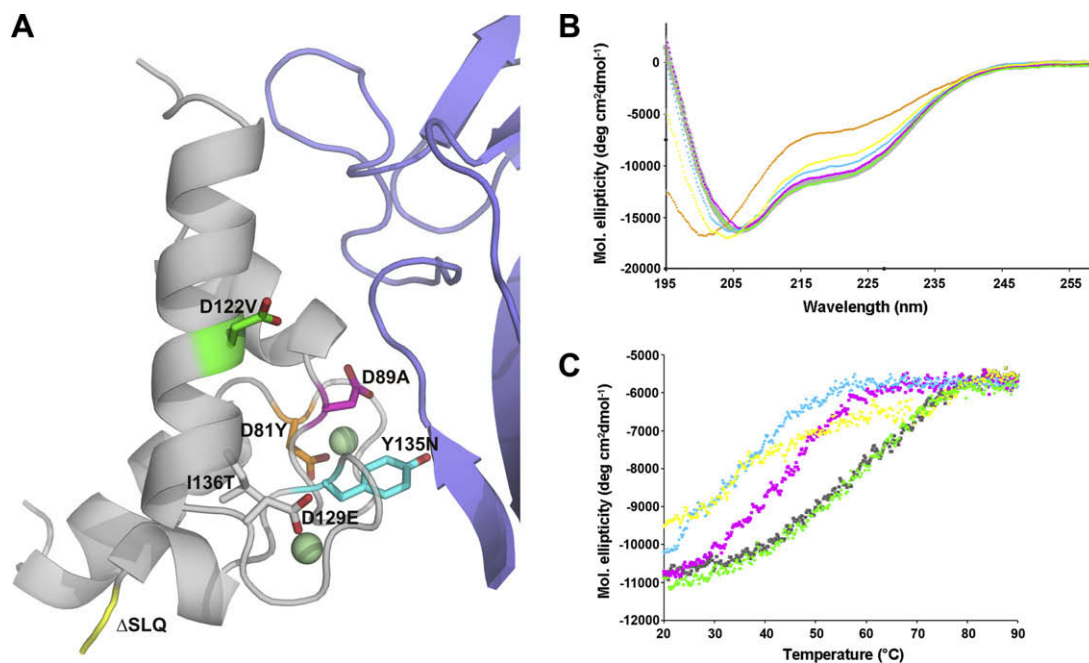 A
D122V
D89A
D81Y
Y135N
I136T
D129E
ΔSLQ
B
Mol. ellipticity (deg cm²dmol⁻¹)
0
-5000
-10000
-15000
-20000
195 205 215 225 235 245 255
Wavelength (nm)
C
Mol. ellipticity (deg cm²dmol⁻¹)
-5000
-6000
-7000
-8000
-9000
-10000
-11000
-12000
20 30 40 50 60 70 80 90
Temperature (°C)